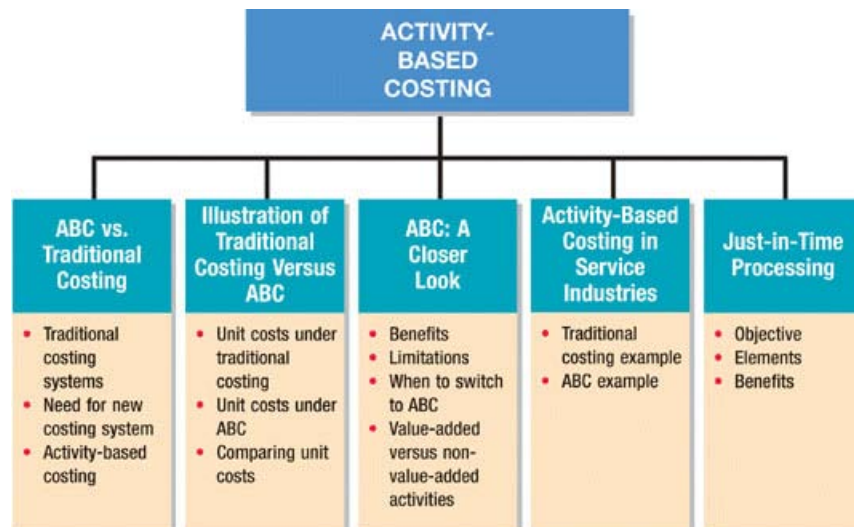 ACTIVITY-
BASED
COSTING
ABC vs.
Traditional
Costing
• Traditional
costing
systems
• Need for new
costing system
• Activity-based
costing
Illustration of
Traditional
Costing Versus
ABC
• Unit costs under
traditional
costing
• Unit costs under
ABC
• Comparing unit
costs
ABC: A
Closer
Look
• Benefits
• Limitations
• When to switch
to ABC
• Value-added
versus non-
value-added
activities
Activity-Based
Costing in
Service
Industries
• Traditional
costing example
• ABC example
Just-in-Time
Processing
• Objective
• Elements
• Benefits